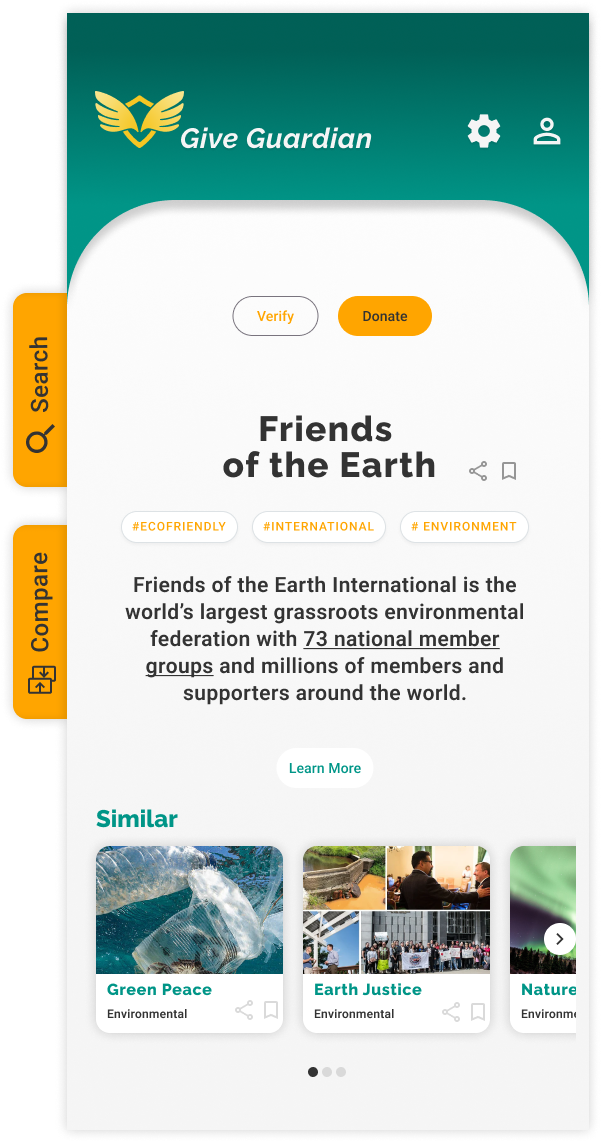 Give Guardian
Search
Compare
Verify
Donate
Friends
of the Earth
#ECOFRIENDLY
#INTERNATIONAL
# ENVIRONMENT
Friends of the Earth International is the
world’s largest grassroots environmental
federation with 73 national member
groups and millions of members and
supporters around the world.
Learn More
Similar
Green Peace
Environmental
Earth Justice
Environmental
Nature
Environme